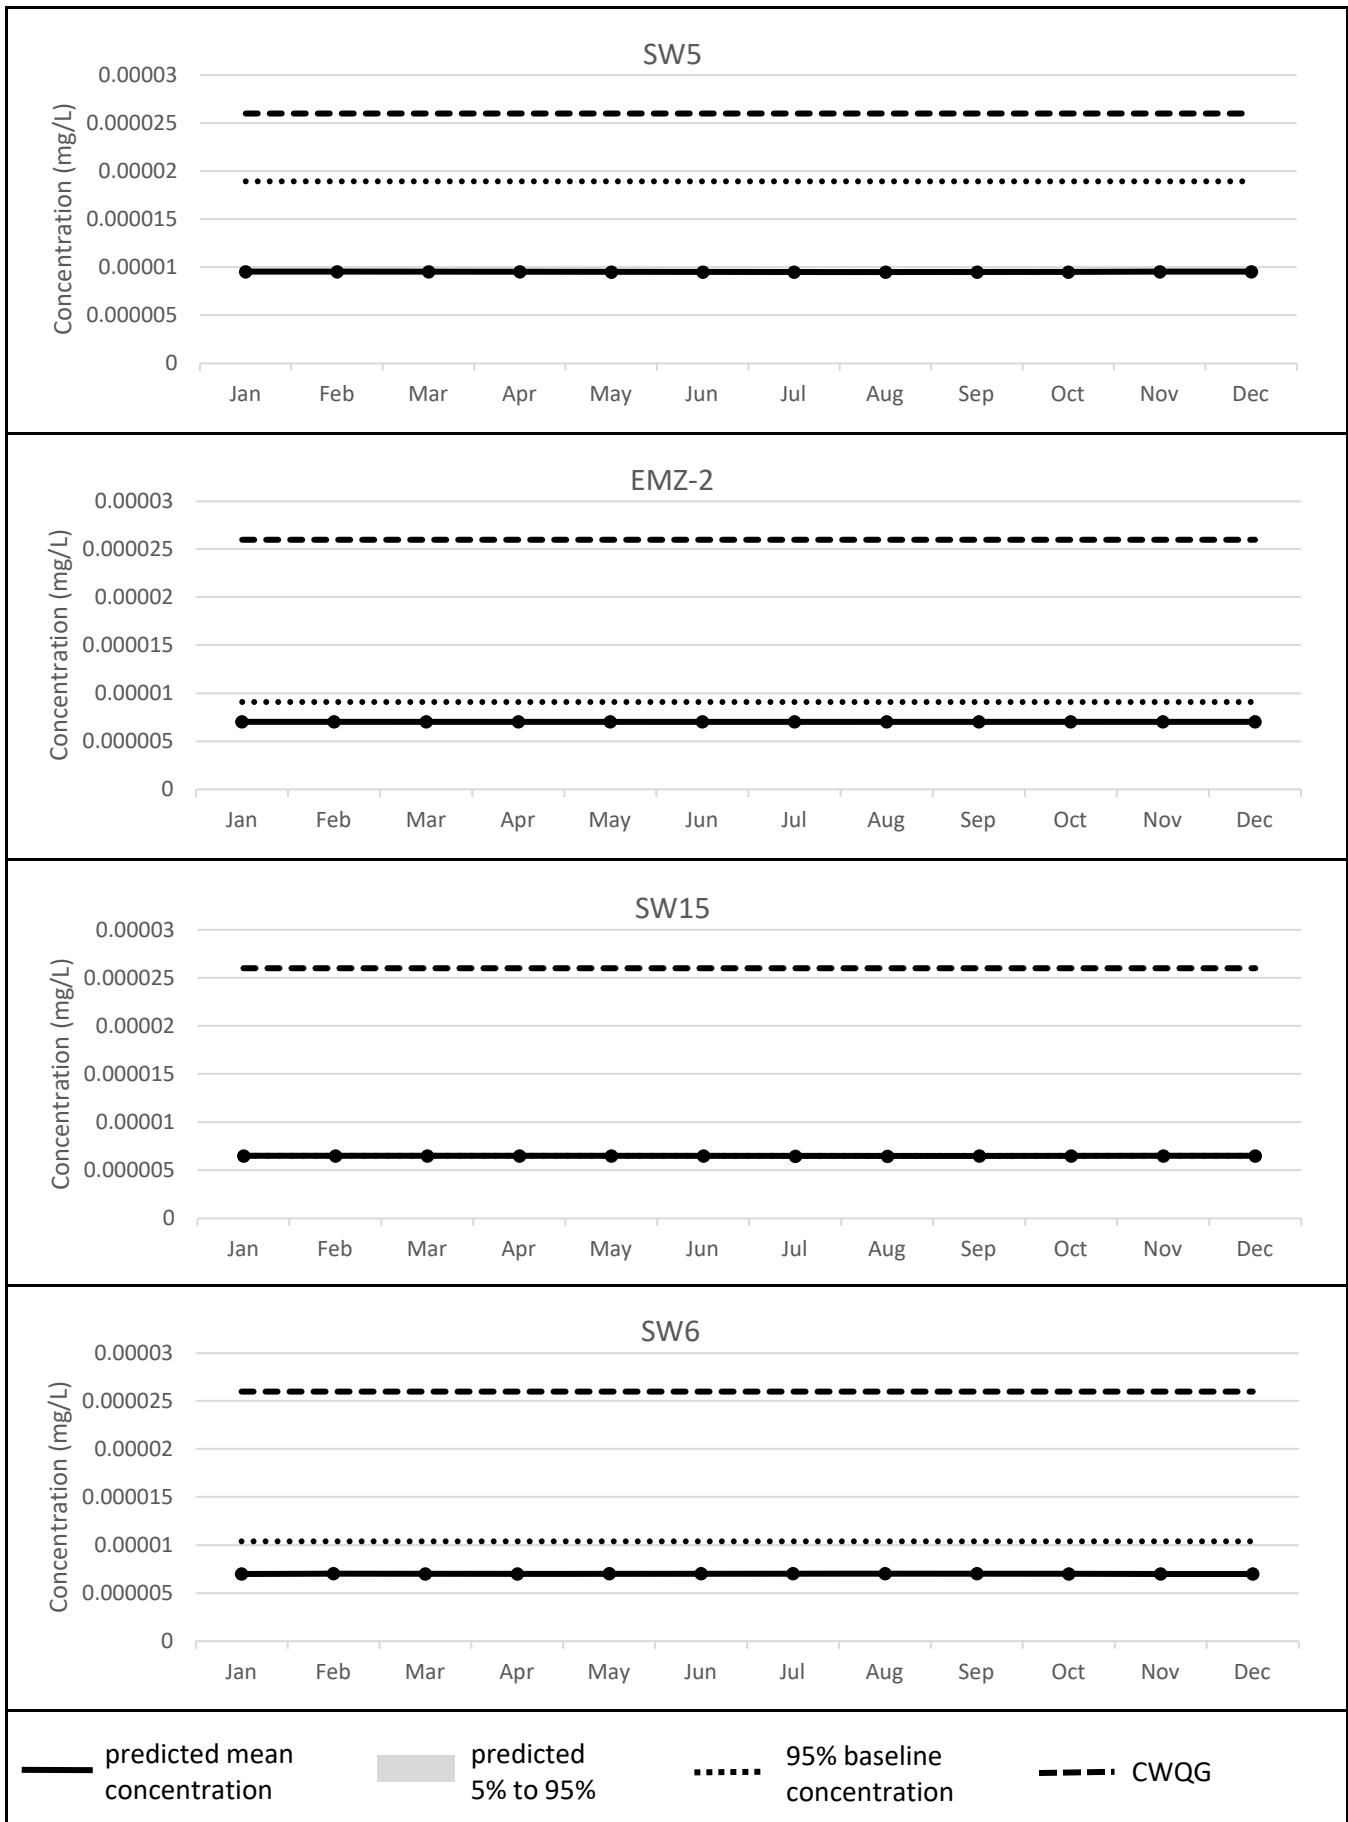 SW5
Concentration (mg/L)
0.00003
0.000025
0.00002
0.000015
0.00001
0.000005
0
Jan Feb Mar Apr May Jun Jul Aug Sep Oct Nov Dec
EMZ-2
Concentration (mg/L)
0.00003
0.000025
0.00002
0.000015
0.00001
0.000005
0
Jan Feb Mar Apr May Jun Jul Aug Sep Oct Nov Dec
SW15
Concentration (mg/L)
0.00003
0.000025
0.00002
0.000015
0.00001
0.000005
0
Jan Feb Mar Apr May Jun Jul Aug Sep Oct Nov Dec
SW6
Concentration (mg/L)
0.00003
0.000025
0.00002
0.000015
0.00001
0.000005
0
Jan Feb Mar Apr May Jun Jul Aug Sep Oct Nov Dec
predicted mean
concentration
predicted
5% to 95%
95% baseline
concentration
CWQG